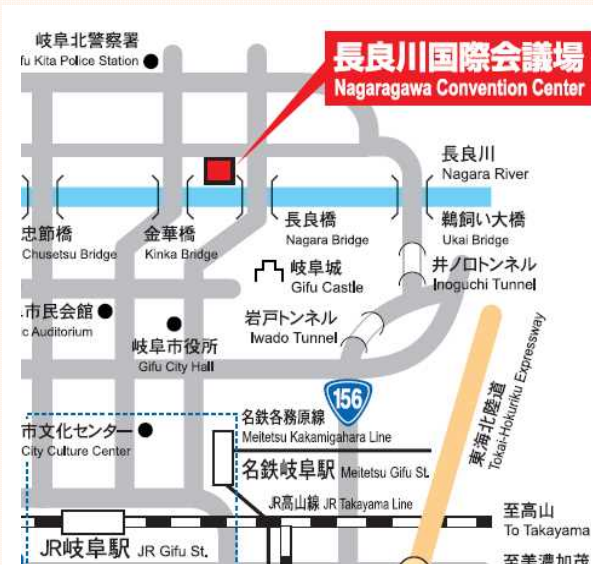 岐阜北警察署
fu Kita Police Station
長良川国際会議場
Nagaragawa Convention Center
長良川
Nagara River
忠節橋
Chusetsu Bridge
金華橋
Kinka Bridge
長良橋
Nagara Bridge
鵜飼い大橋
Ukai Bridge
岐阜城
Gifu Castle
井ノ口トンネル
Inoguchi Tunnel
市民会館
c Auditorium
岐阜市役所
Gifu City Hall
岩戸トンネル
Iwado Tunnel
156
東海北陸道
Tokai-Hokuriku Expressway
市文化センター
City Culture Center
名鉄各務原線
Meitetsu Kakamigahara Line
名鉄岐阜駅 Meitetsu Gifu St.
JR高山線 JR Takayama Line
至高山
To Takayama
JR岐阜駅 JR Gifu St.
至美濃加茂